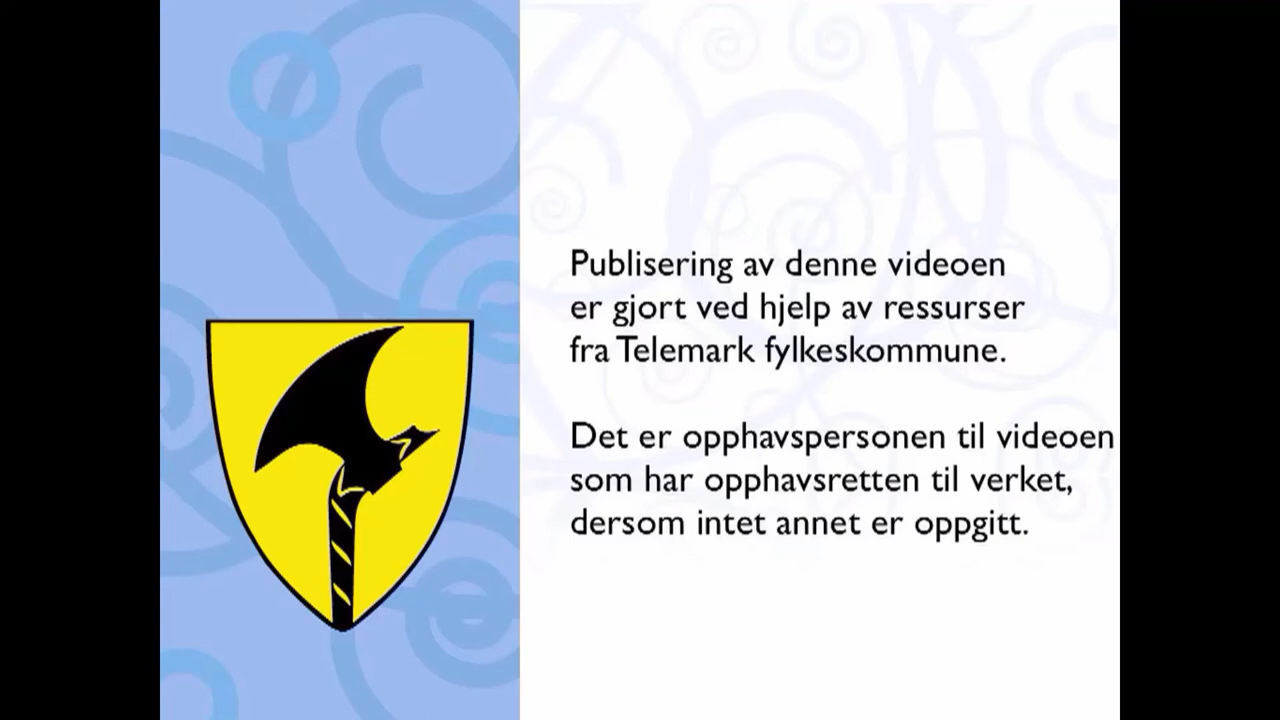 Publisering av denne videoen
er gjort ved hjelp av ressurser
fra Telemark fylkeskommune.
Det er opphavspersonen til videoen
som har opphavsretten til verket,
dersom intet annet er oppgitt.